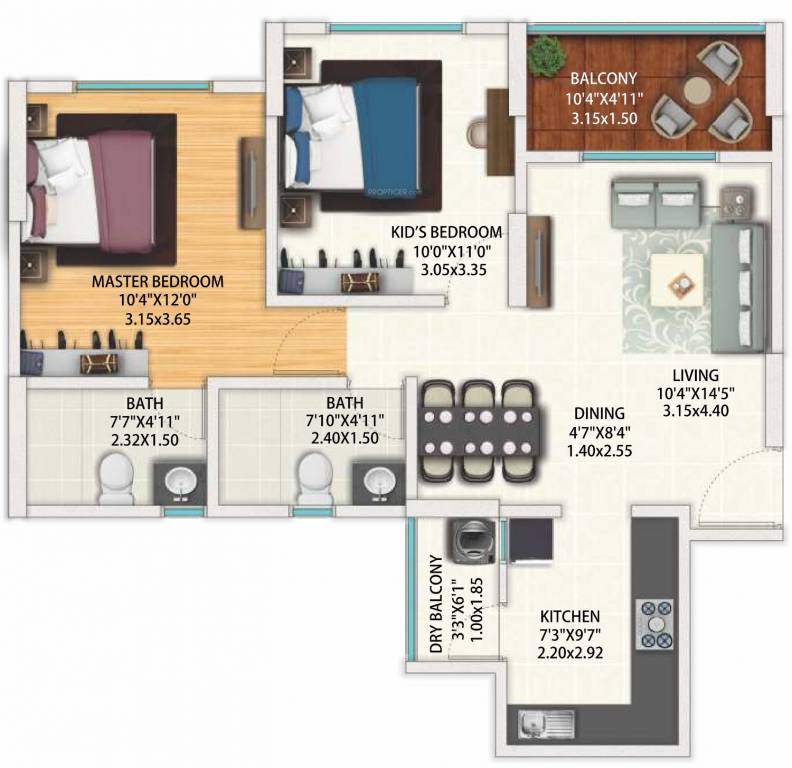 BALCONY
10'4"X4'11"
3.15x1.50
PROPTIGER.COM
KID'S BEDROOM
10'0"X11'0"
3.05x3.35
MASTER BEDROOM
10'4"X12'0"
3.15x3.65
LIVING
10'4"X14'5"
3.15x4.40
BATH
7'7"X4'11"
2.32X1.50
BATH
7'10"X4'11"
2.40X1.50
DINING
4'7"X8'4"
1.40x2.55
DRY BALCONY
3'3"X6'1"
1.00x1.85
KITCHEN
7'3"X9'7"
2.20x2.92